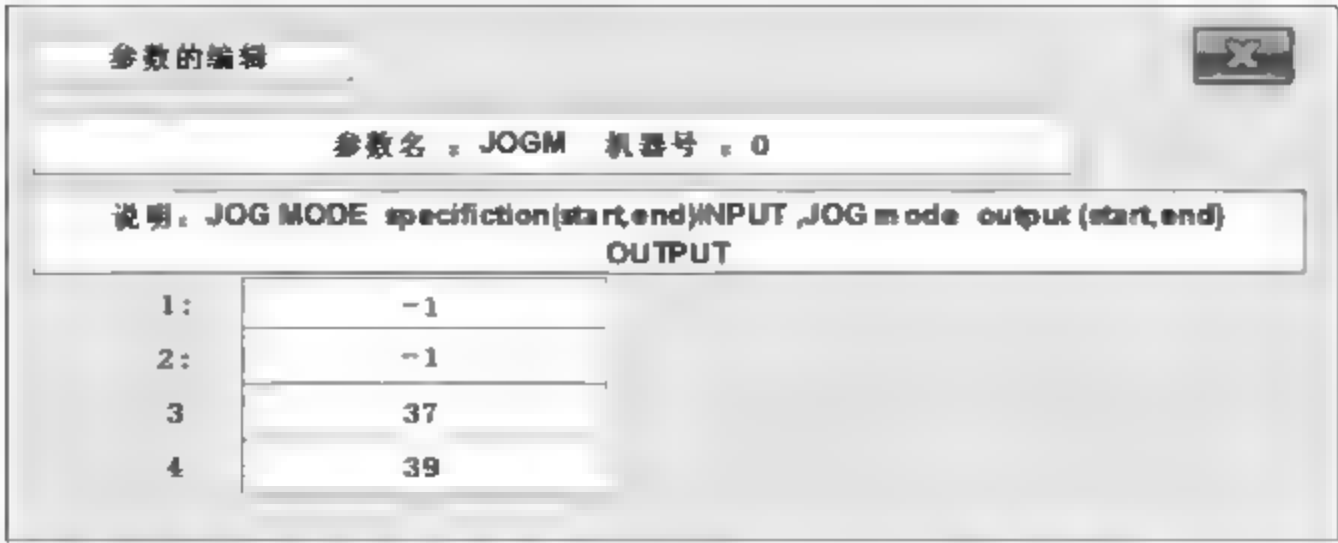 参数的编辑
X
参数名：JOGM 机器号：0
说明：JOG MODE specifiction(start,end)INPUT ,JOG mode output (start,end)
OUTPUT
1: -1
2: -1
3 37
4 39